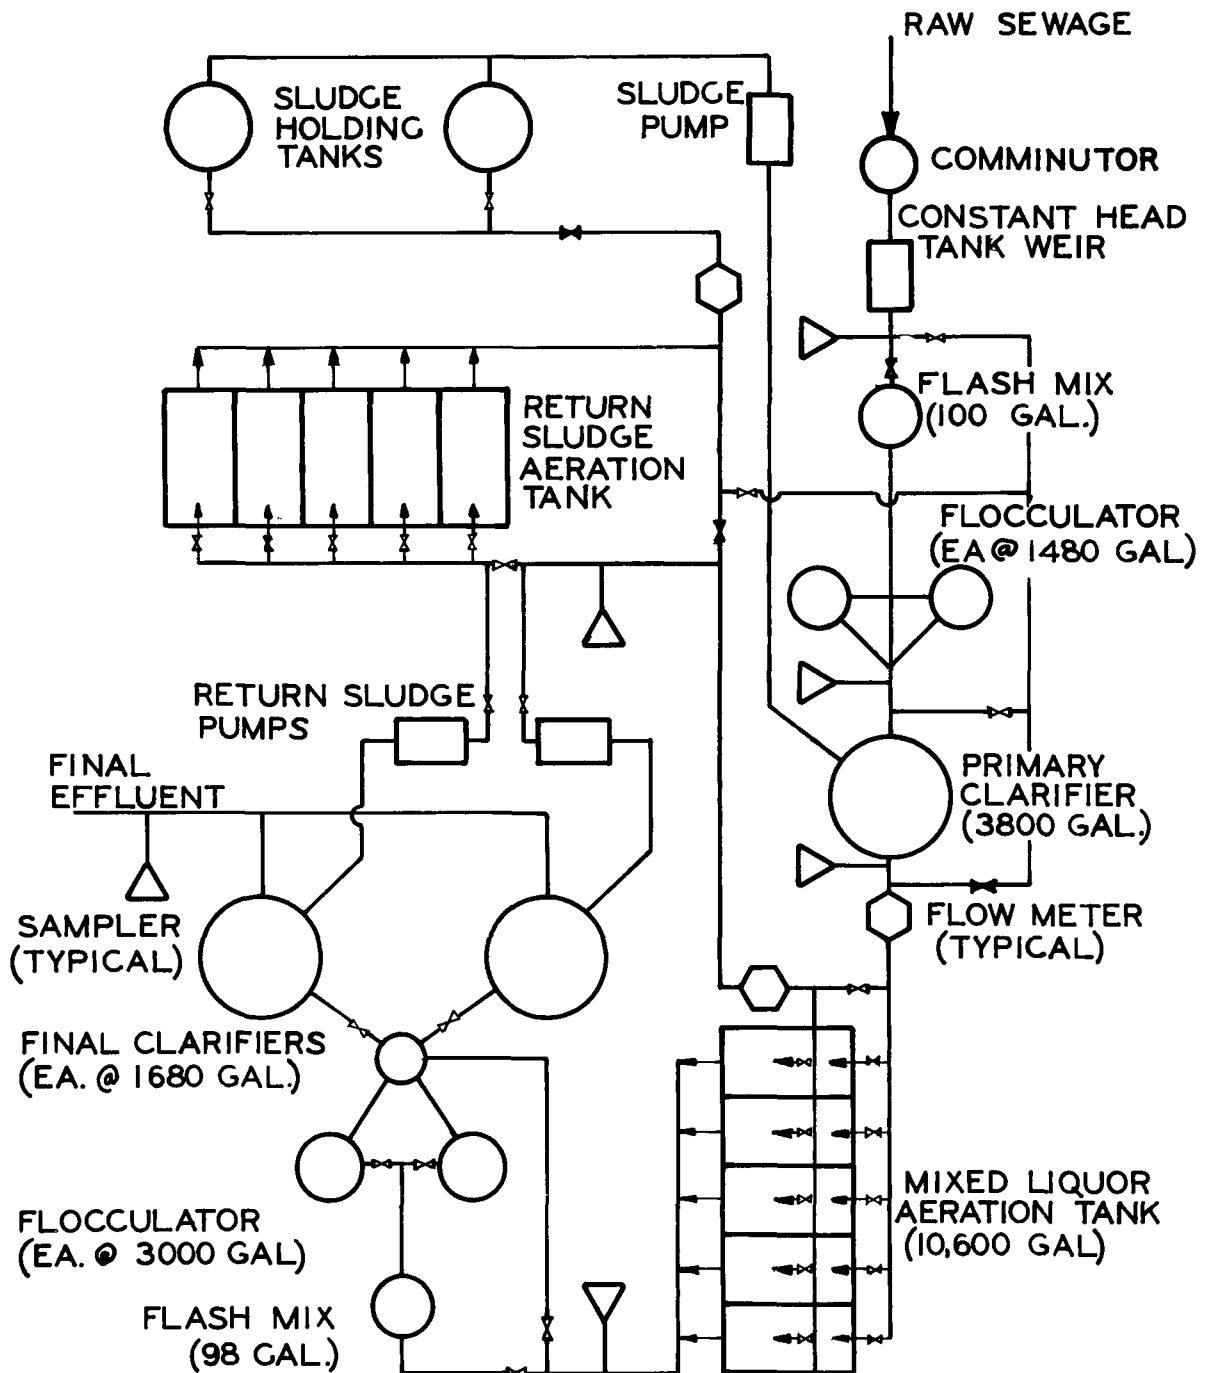 RAW SEWAGE
SLUDGE
HOLDING
TANKS
SLUDGE
PUMP
COMMINUTOR
CONSTANT HEAD
TANK WEIR
FLASH MIX
(100 GAL.)
RETURN
SLUDGE
AERATION
TANK
FLOCCULATOR
(EA @ 1480 GAL)
RETURN SLUDGE
PUMPS
FINAL
EFFLUENT
PRIMARY
CLARIFIER
(3800 GAL.)
SAMPLER
(TYPICAL)
FLOW METER
(TYPICAL)
FINAL CLARIFIERS
(EA. @ 1680 GAL.)
MIXED LIQUOR
AERATION TANK
(10,600 GAL)
FLOCCULATOR
(EA. @ 3000 GAL)
FLASH MIX
(98 GAL.)